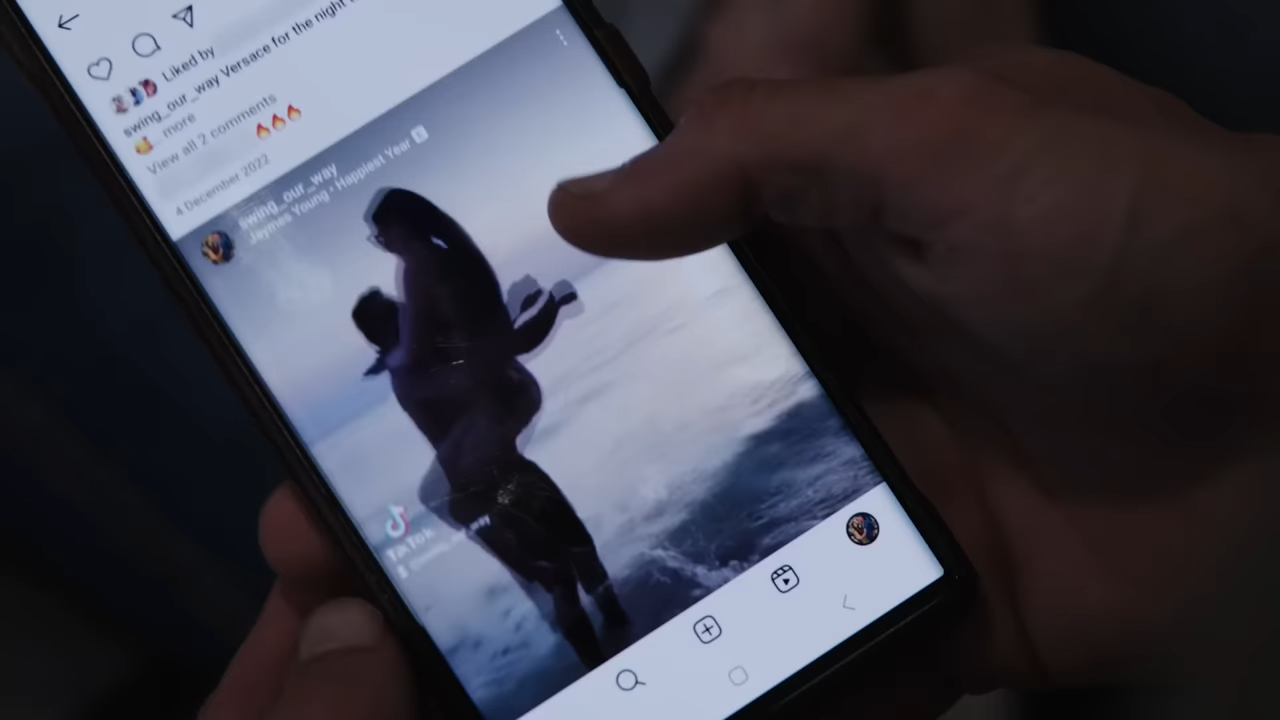 Liked by
swing_our_way Versace for the night
more
View all 2 comments
4 December 2022
swing_our_way
Jaymes Young • Happiest Year
TikTok